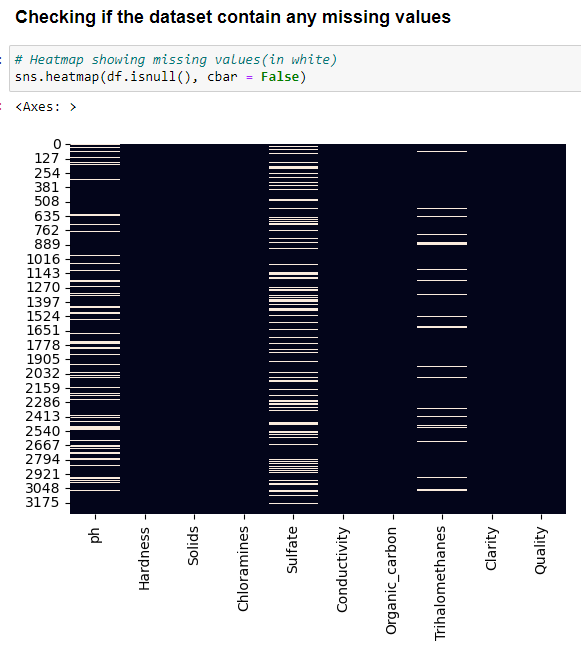 Checking if the dataset contain any missing values
# Heatmap showing missing values(in white)
sns.heatmap(df.isnull(), cbar = False)
<Axes: >
0
127
254
381
508
635
762
889
1016
1143
1270
1397
1524
1651
1778
1905
2032
2159
2286
2413
2540
2667
2794
2921
3048
3175
ph
Hardness
Solids
Chloramines
Sulfate
Conductivity
Organic_carbon
Trihalomethanes
Clarity
Quality